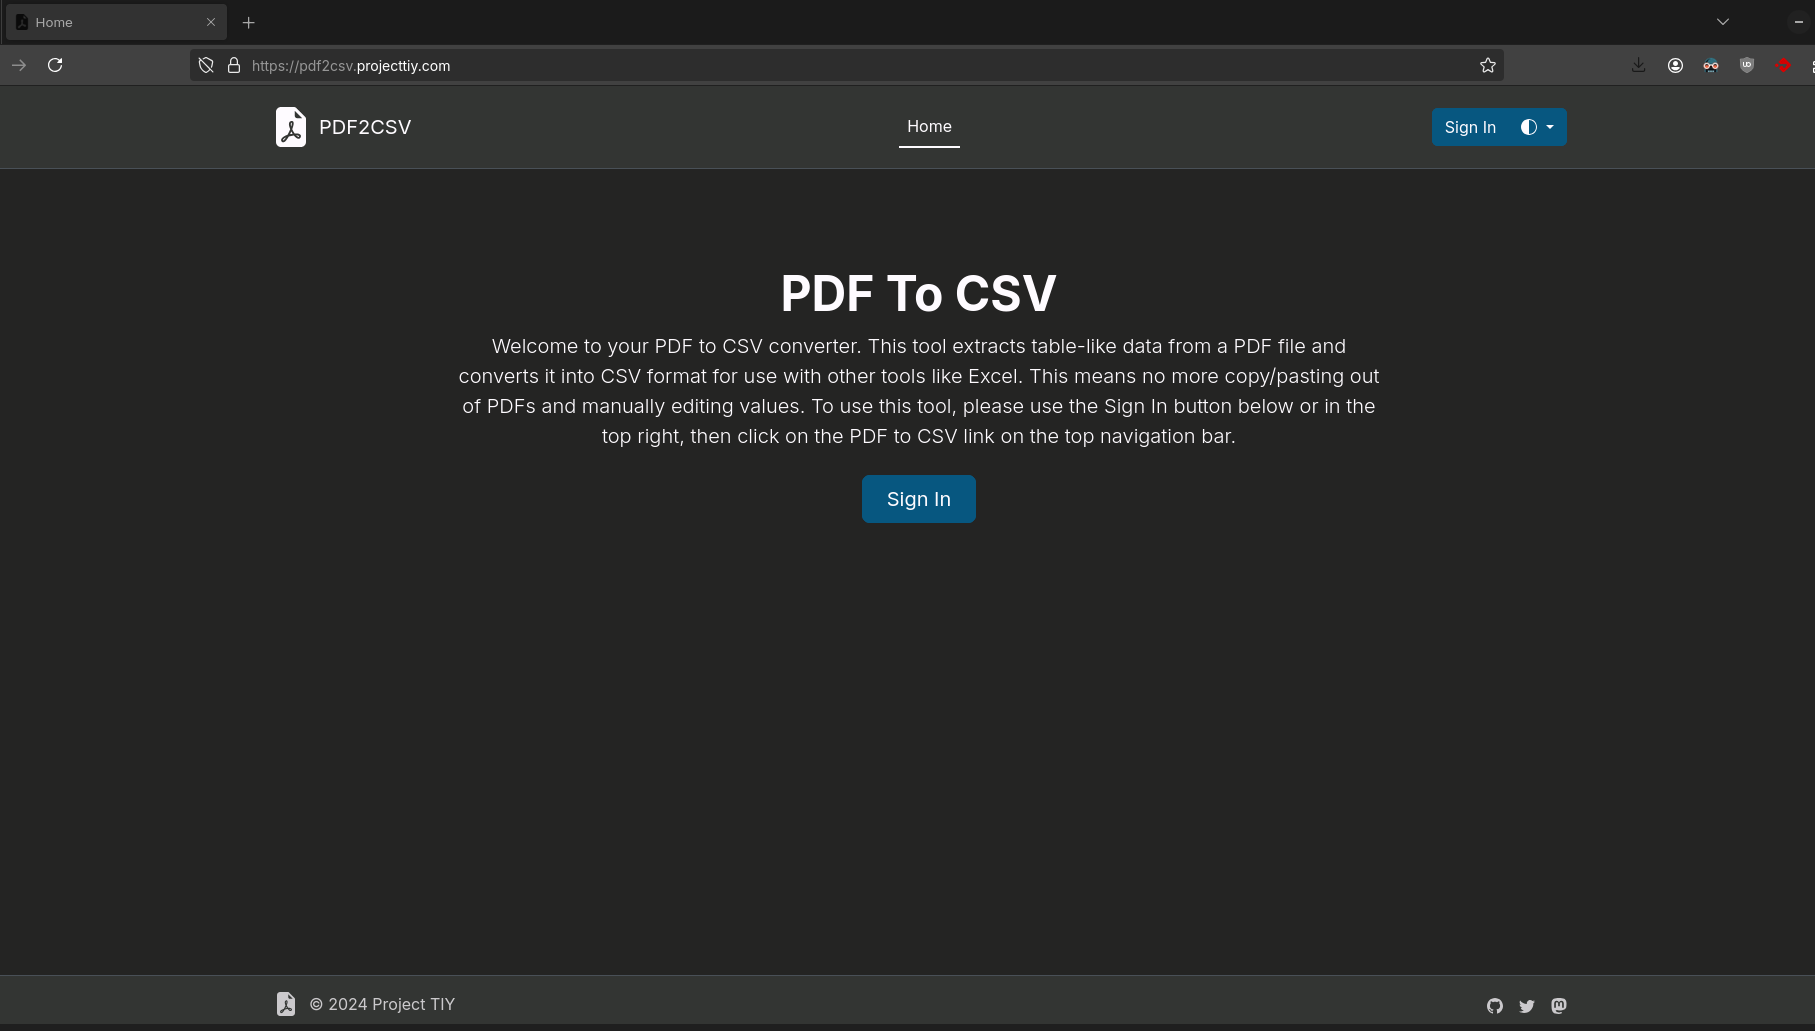 Home
https://pdf2csv.projecttiy.com
PDF2CSV
Home
Sign In
PDF To CSV
Welcome to your PDF to CSV converter. This tool extracts table-like data from a PDF file and
converts it into CSV format for use with other tools like Excel. This means no more copy/pasting out
of PDFs and manually editing values. To use this tool, please use the Sign In button below or in the
top right, then click on the PDF to CSV link on the top navigation bar.
Sign In
© 2024 Project TIY